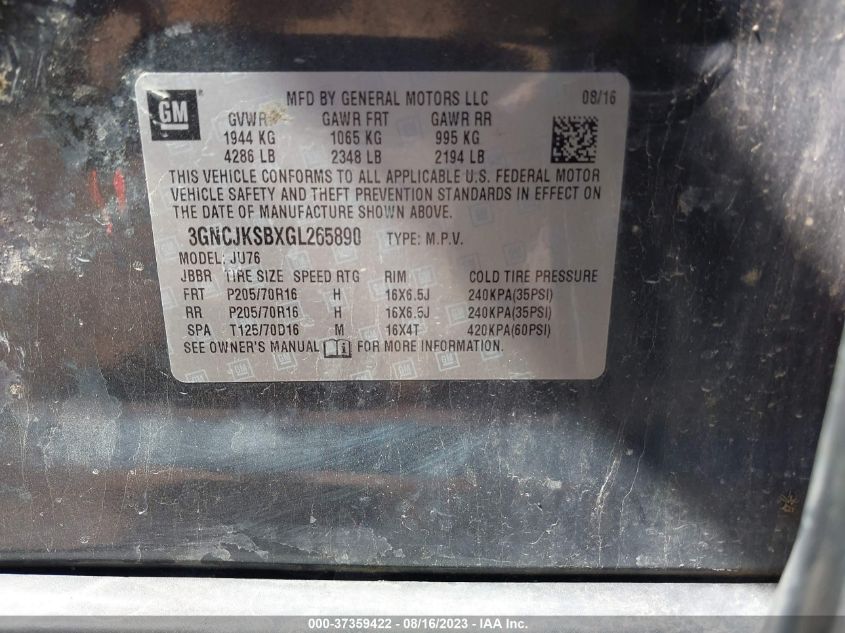 GM
MFD BY GENERAL MOTORS LLC 08/16
GVWR GAWR FRT GAWR RR
1944 KG 1065 KG 995 KG
4286 LB 2348 LB 2194 LB
THIS VEHICLE CONFORMS TO ALL APPLICABLE U.S. FEDERAL MOTOR
VEHICLE SAFETY AND THEFT PREVENTION STANDARDS IN EFFECT ON
THE DATE OF MANUFACTURE SHOWN ABOVE.
3GNCJKSBXGL265890 TYPE: M.P.V.
MODEL: JU76
JBBR TIRE SIZE SPEED RTG RIM COLD TIRE PRESSURE
FRT P205/70R16 H 16X6.5J 240KPA(35PSI)
RR P205/70R16 H 16X6.5J 240KPA(35PSI)
SPA T125/70D16 M 16X4T 420KPA(60PSI)
SEE OWNER'S MANUAL FOR MORE INFORMATION.
000-37359422 - 08/16/2023 - IAA Inc.